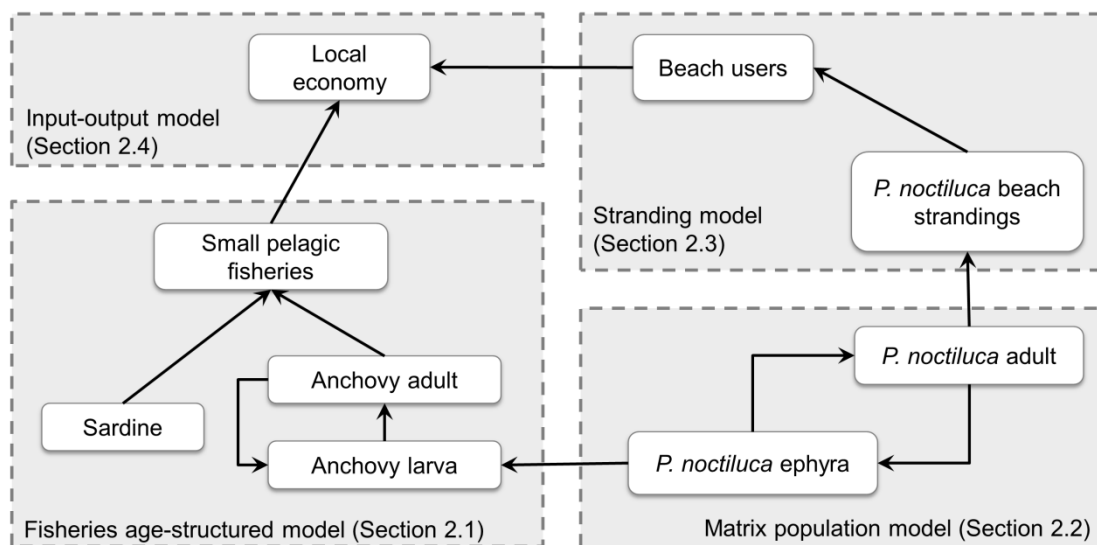 Local
economy
Input-output model
(Section 2.4)
Beach users
P. noctiluca beach
strandings
Stranding model
(Section 2.3)
Small pelagic
fisheries
Anchovy adult
Sardine
Anchovy larva
Fisheries age-structured model (Section 2.1)
P. noctiluca adult
P. noctiluca ephyra
Matrix population model (Section 2.2)